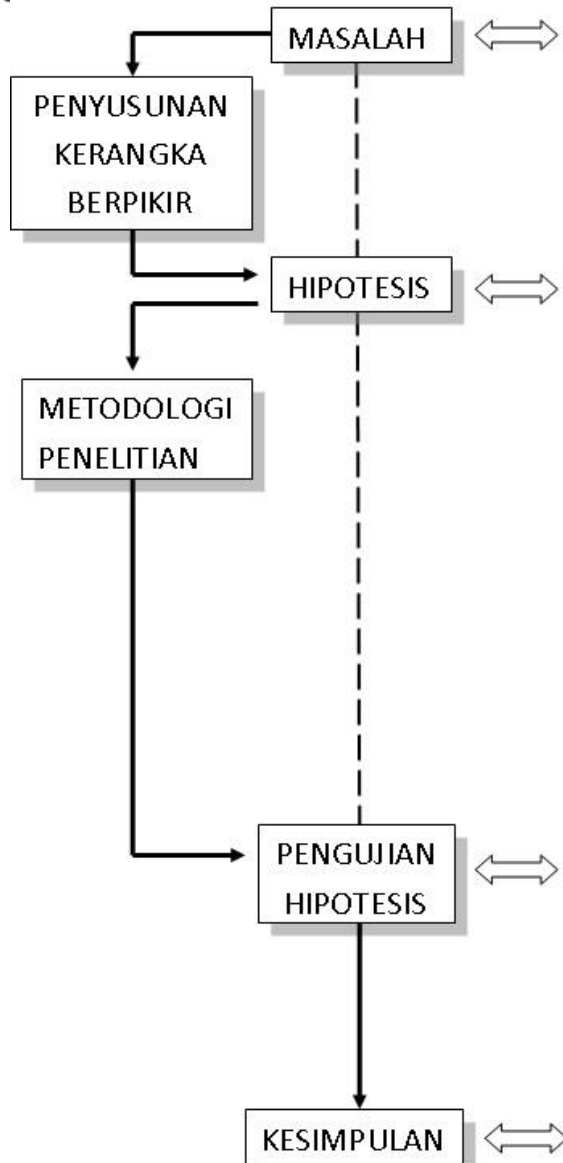 MASALAH
PENYUSUNAN
KERANGKA
BERPIKIR
HIPOTESIS
METODOLOGI
PENELITIAN
PENGUJIAN
HIPOTESIS
KESIMPULAN